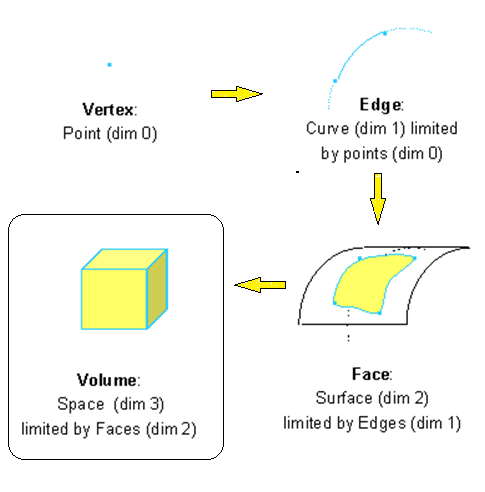 Vertex:
Point (dim 0)
Edge:
Curve (dim 1) limited
by points (dim 0)
Face:
Surface (dim 2)
limited by Edges (dim 1)
Volume:
Space (dim 3)
limited by Faces (dim 2)